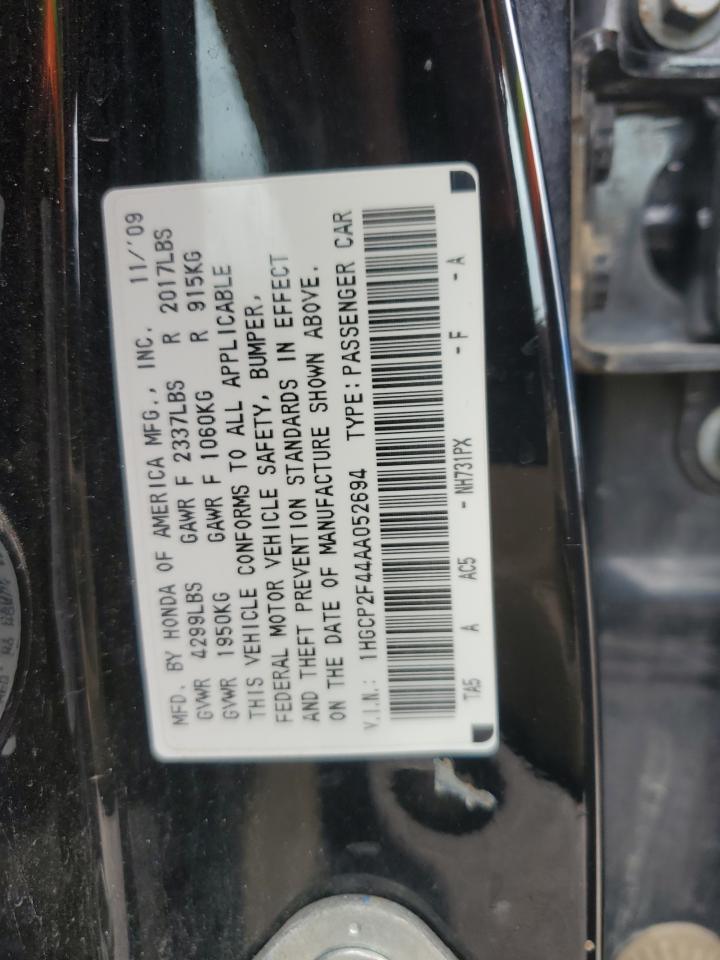 MFD. BY HONDA OF AMERICA MFG., INC. 11/'09
GVWR 4299LBS GAWR F 2337LBS R 2017LBS
GVWR 1950KG GAWR F 1060KG R 915KG
THIS VEHICLE CONFORMS TO ALL APPLICABLE
FEDERAL MOTOR VEHICLE SAFETY, BUMPER,
AND THEFT PREVENTION STANDARDS IN EFFECT
ON THE DATE OF MANUFACTURE SHOWN ABOVE.
V.I.N.: 1HGCP2F44AA052694 TYPE: PASSENGER CAR
TA5 A AC5 - NH731PX - F - A